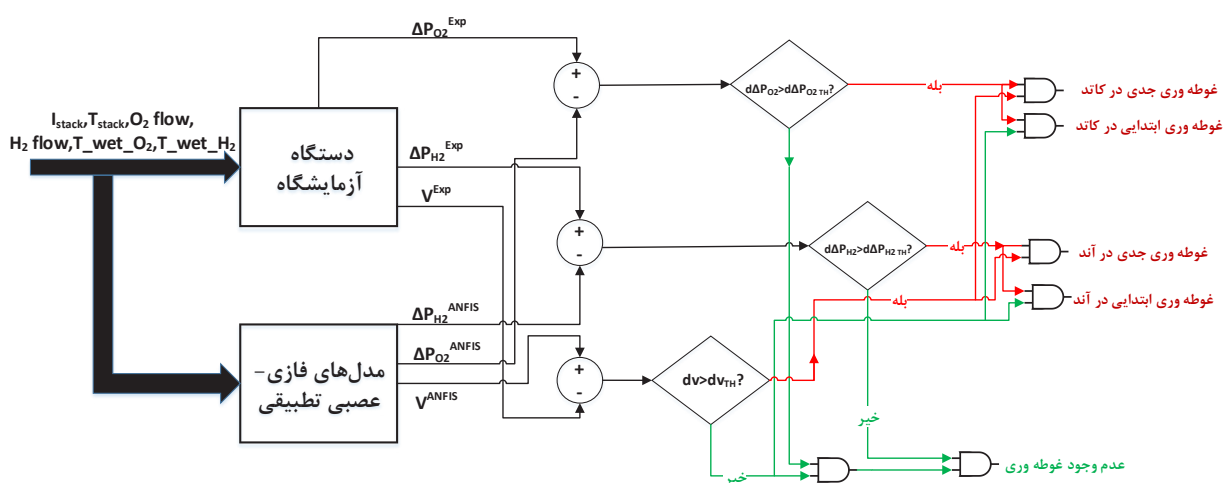 ΔP_O2^Exp
I_stack,T_stack,O₂ flow,
H₂ flow,T_wet_O₂,T_wet_H₂
دستگاه
آزمایشگاه
ΔP_H2^Exp
V^Exp
+
-
dΔP_O2>dΔP_O2 TH?
بله
غوطه وری جدی در کاتد
غوطه وری ابتدایی در کاتد
+
-
dΔP_H2>dΔP_H2 TH?
بله
غوطه وری جدی در آند
غوطه وری ابتدایی در آند
بله
ΔP_H2^ANFIS
ΔP_O2^ANFIS
V^ANFIS
مدل‌های فازی-
عصبی تطبیقی
+
-
dv>dv_TH?
خیر
خیر
عدم وجود غوطه وری